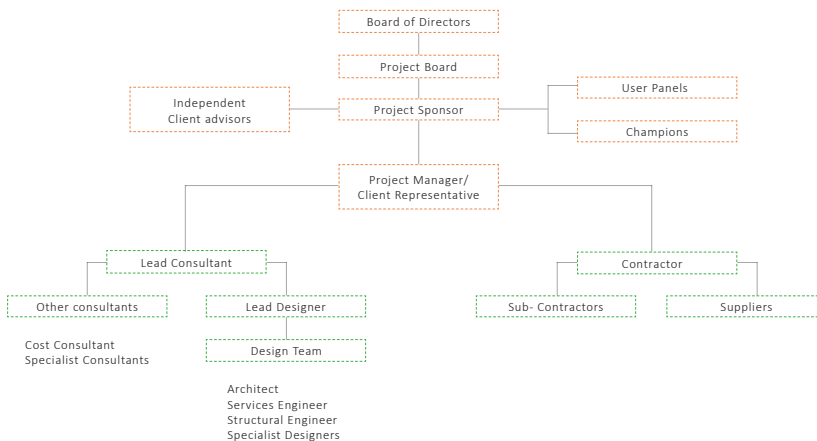 Board of Directors
Project Board
Independent
Client advisors
Project Sponsor
User Panels
Champions
Project Manager/
Client Representative
Lead Consultant
Contractor
Other consultants
Lead Designer
Sub- Contractors
Suppliers
Cost Consultant
Specialist Consultants
Design Team
Architect
Services Engineer
Structural Engineer
Specialist Designers